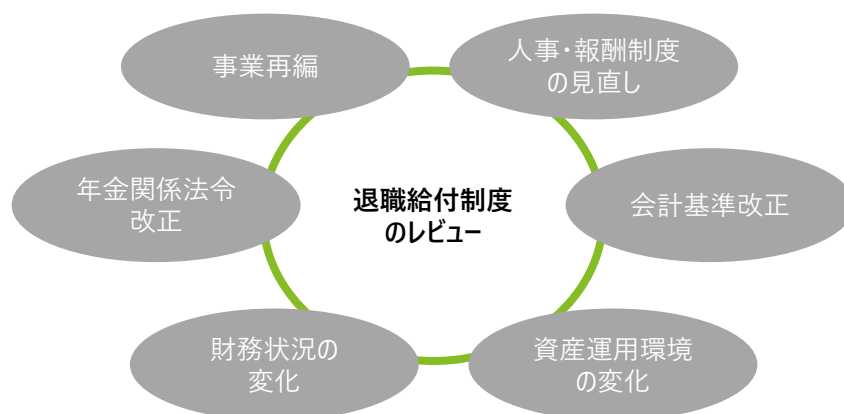 事業再編
人事・報酬制度
の見直し
年金関係法令
改正
退職給付制度
のレビュー
会計基準改正
財務状況の
変化
資産運用環境
の変化